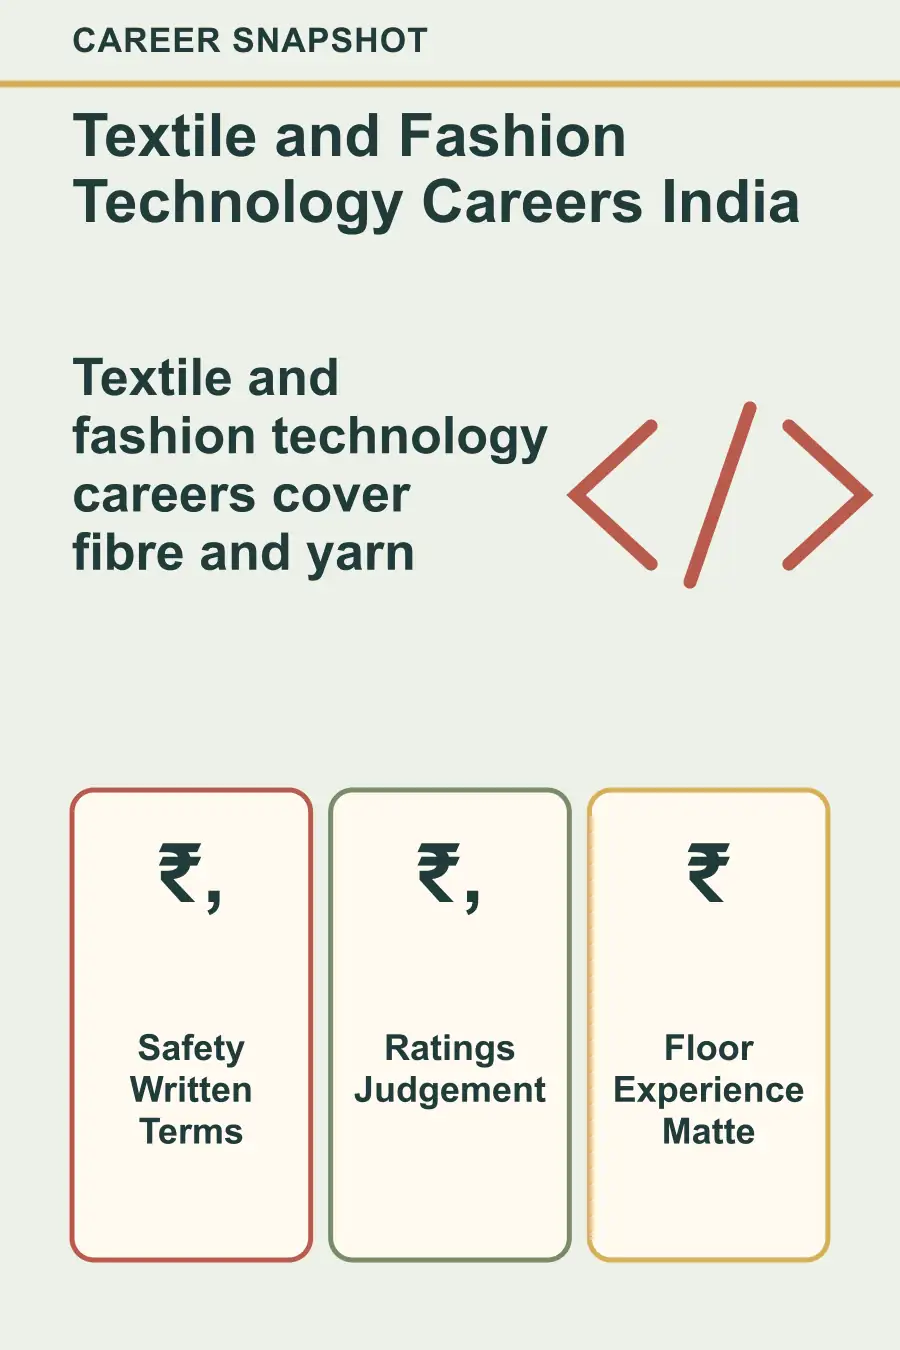 CAREER SNAPSHOT
Textile and Fashion
Technology Careers India
Textile and
fashion technology
careers cover
fibre and yarn
</>
₹,
Safety
Written
Terms
₹,
Ratings
Judgement
₹
Floor
Experience
Matte